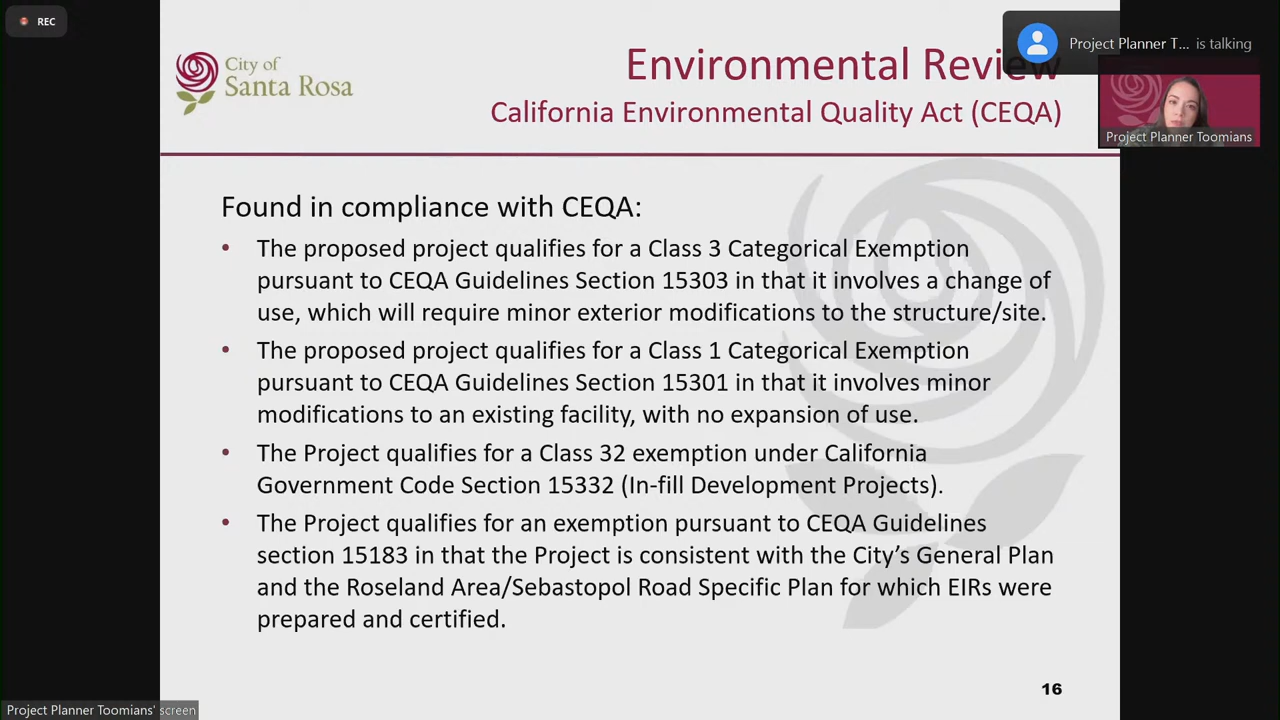 REC
City of
Santa Rosa
Environmental Review
California Environmental Quality Act (CEQA)
Project Planner T... is talking
Project Planner Toomians
Found in compliance with CEQA:
• The proposed project qualifies for a Class 3 Categorical Exemption
pursuant to CEQA Guidelines Section 15303 in that it involves a change of
use, which will require minor exterior modifications to the structure/site.
• The proposed project qualifies for a Class 1 Categorical Exemption
pursuant to CEQA Guidelines Section 15301 in that it involves minor
modifications to an existing facility, with no expansion of use.
• The Project qualifies for a Class 32 exemption under California
Government Code Section 15332 (In-fill Development Projects).
• The Project qualifies for an exemption pursuant to CEQA Guidelines
section 15183 in that the Project is consistent with the City’s General Plan
and the Roseland Area/Sebastopol Road Specific Plan for which EIRs were
prepared and certified.
16
Project Planner Toomians' screen